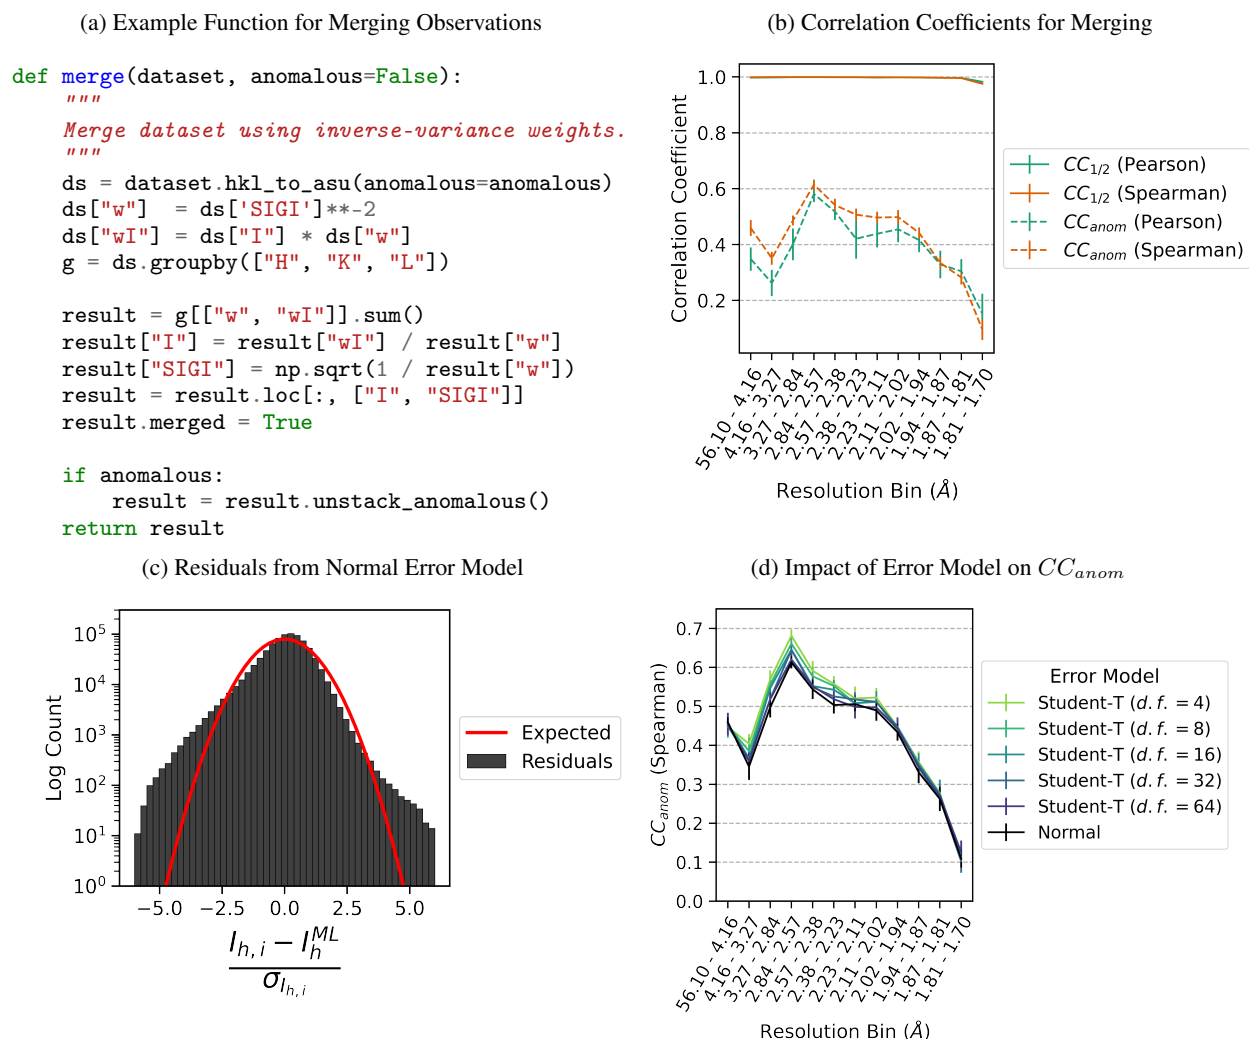 (a) Example Function for Merging Observations
def merge(dataset, anomalous=False):
    """
    Merge dataset using inverse-variance weights.
    """
    ds = dataset.hkl_to_asu(anomalous=anomalous)
    ds["w"]  = ds['SIGI']**-2
    ds["wI"] = ds["I"] * ds["w"]
    g = ds.groupby(["H", "K", "L"])
    result = g[["w", "wI"]].sum()
    result["I"] = result["wI"] / result["w"]
    result["SIGI"] = np.sqrt(1 / result["w"])
    result = result.loc[:, ["I", "SIGI"]]
    result.merged = True
    if anomalous:
        result = result.unstack_anomalous()
    return result
(b) Correlation Coefficients for Merging
Correlation Coefficient
1.0
0.8
0.6
0.4
0.2
56.10 - 4.16
4.16 - 3.27
3.27 - 2.84
2.84 - 2.57
2.57 - 2.38
2.38 - 2.23
2.23 - 2.11
2.11 - 2.02
2.02 - 1.94
1.94 - 1.87
1.87 - 1.81
1.81 - 1.70
Resolution Bin (Å)
CC1/2 (Pearson)
CC1/2 (Spearman)
CCanom (Pearson)
CCanom (Spearman)
(c) Residuals from Normal Error Model
Log Count
10^5
10^4
10^3
10^2
10^1
10^0
−5.0
−2.5
0.0
2.5
5.0
I_{h,i} − I_h^{ML}
σ_{I_{h,i}}
Expected
Residuals
(d) Impact of Error Model on CCanom
CCanom (Spearman)
0.7
0.6
0.5
0.4
0.3
0.2
0.1
0.0
56.10 - 4.16
4.16 - 3.27
3.27 - 2.84
2.84 - 2.57
2.57 - 2.38
2.38 - 2.23
2.23 - 2.11
2.11 - 2.02
2.02 - 1.94
1.94 - 1.87
1.87 - 1.81
1.81 - 1.70
Resolution Bin (Å)
Error Model
Student-T (d.f. = 4)
Student-T (d.f. = 8)
Student-T (d.f. = 16)
Student-T (d.f. = 32)
Student-T (d.f. = 64)
Normal